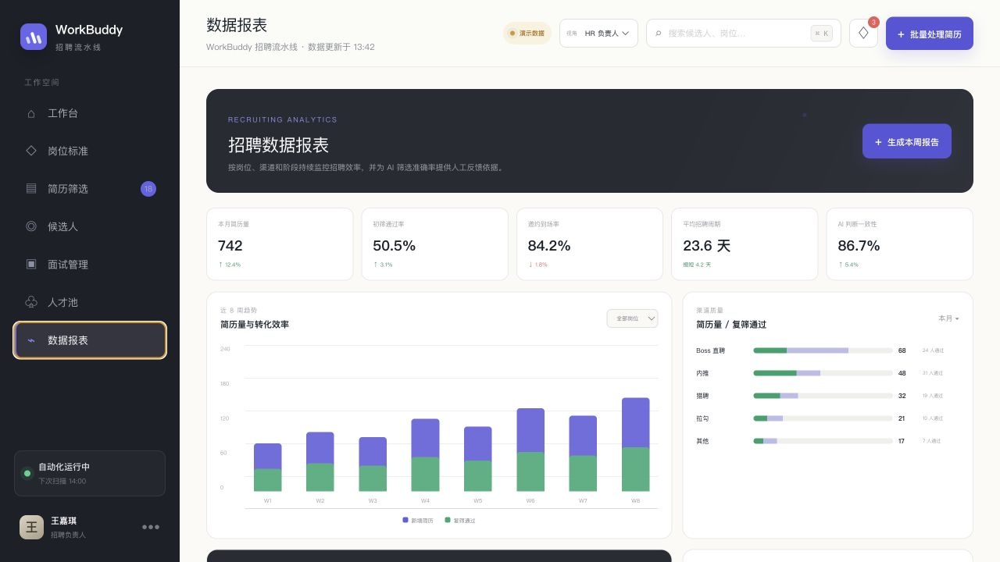 WorkBuddy
招聘流水线
工作空间
工作台
岗位标准
简历筛选
18
候选人
面试管理
人才池
数据报表
自动化运行中
下次扫描 14:00
王
王嘉琪
招聘负责人
数据报表
WorkBuddy 招聘流水线 · 数据更新于 13:42
演示数据
视角 HR 负责人
搜索候选人、岗位...
⌘ K
3
+ 批量处理简历
RECRUITING ANALYTICS
招聘数据报表
按岗位、渠道和阶段持续监控招聘效率，并为 AI 筛选准确率提供人工反馈依据。
+ 生成本周报告
本月简历量
742
↑ 12.4%
初筛通过率
50.5%
↑ 3.1%
邀约到场率
84.2%
↓ 1.8%
平均招聘周期
23.6 天
缩短 4.2 天
AI 判断一致性
86.7%
↑ 5.4%
近 8 周趋势
简历量与转化效率
全部岗位
240
180
120
60
0
W1 W2 W3 W4 W5 W6 W7 W8
新增简历 复筛通过
渠道质量
简历量 / 复筛通过
本月
Boss 直聘 68 24 人通过
内推 48 31 人通过
猎聘 32 19 人通过
拉勾 21 10 人通过
其他 17 7 人通过